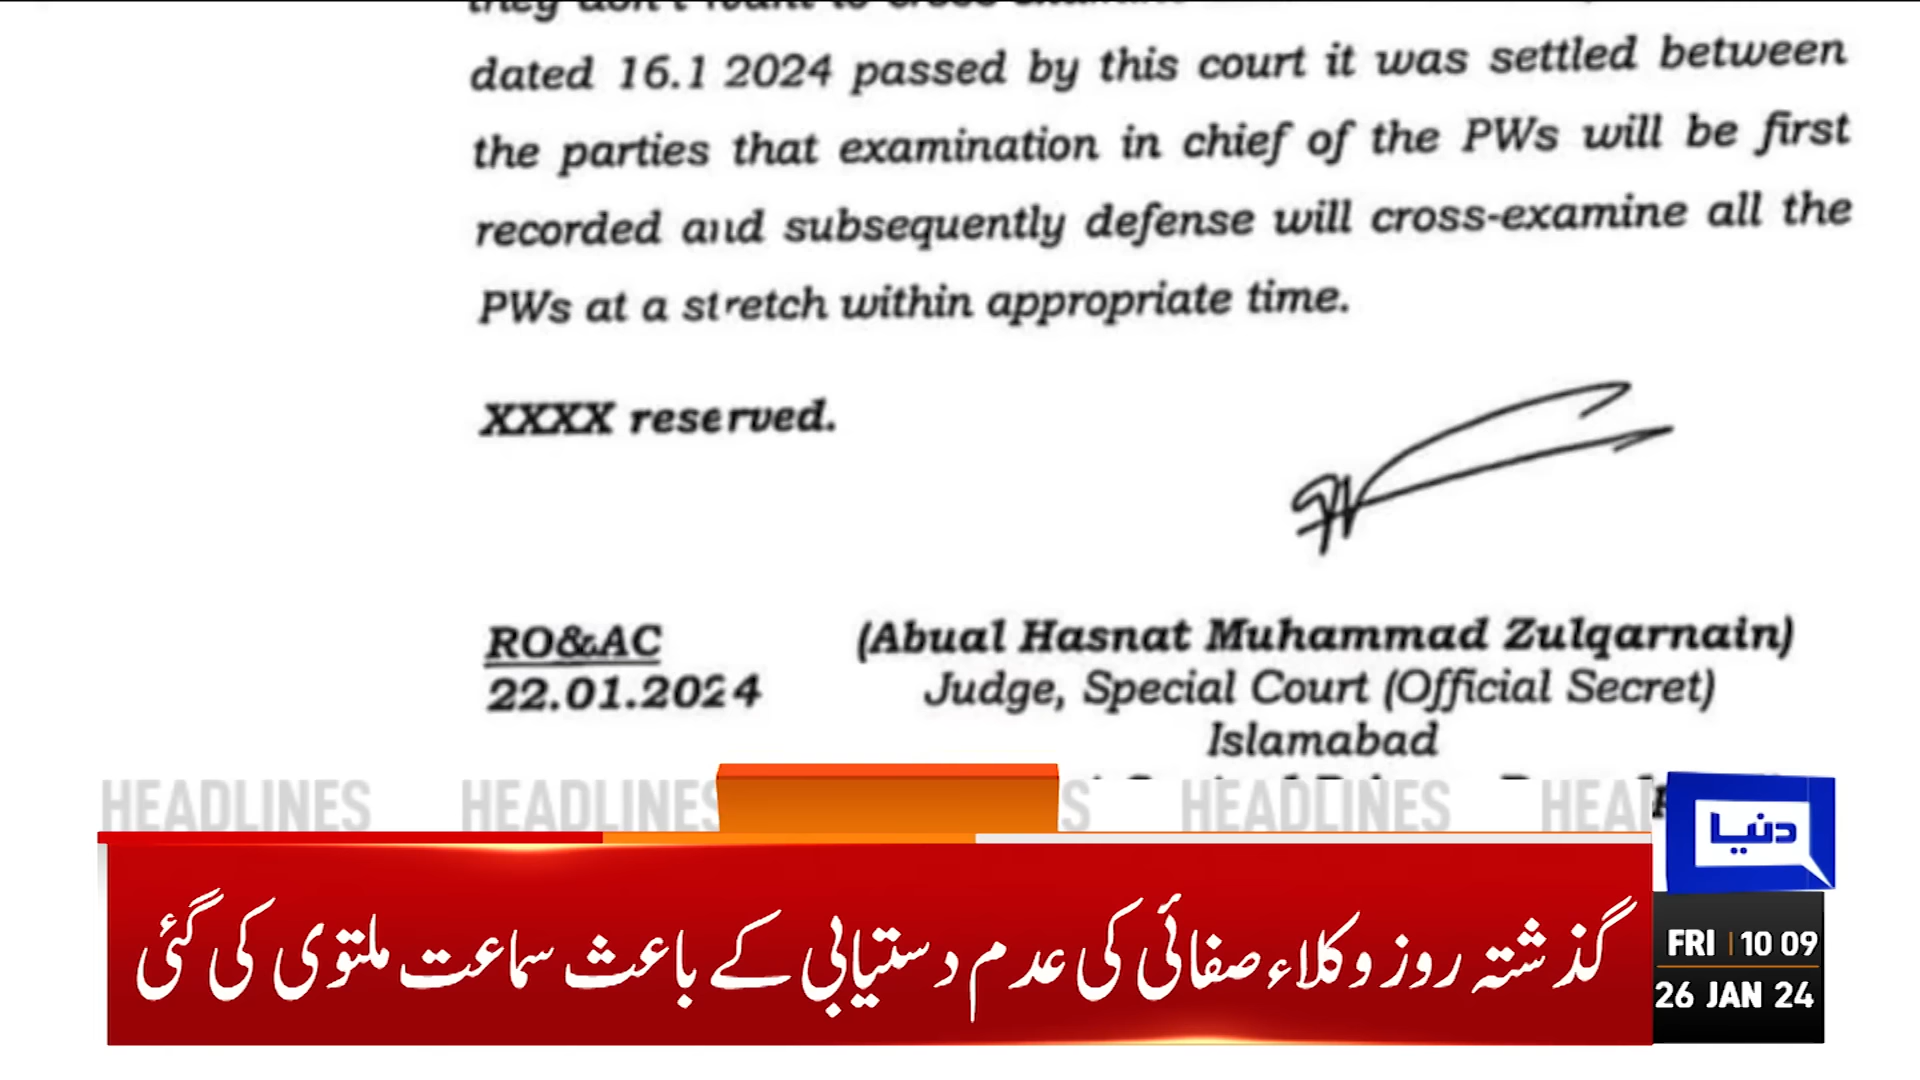 dated 16.1 2024 passed by this court it was settled between
the parties that examination in chief of the PWs will be first
recorded and subsequently defense will cross-examine all the
PWs at a stretch within appropriate time.
XXXX reserved.
RO&AC
22.01.2024
(Abual Hasnat Muhammad Zulqarnain)
Judge, Special Court (Official Secret)
Islamabad
HEADLINES HEADLINES HEADLINES
دنیا
گذشتہ روز وکلاء صفائی کی عدم دستیابی کے باعث سماعت ملتوی کی گئی
FRI 10 09
26 JAN 24